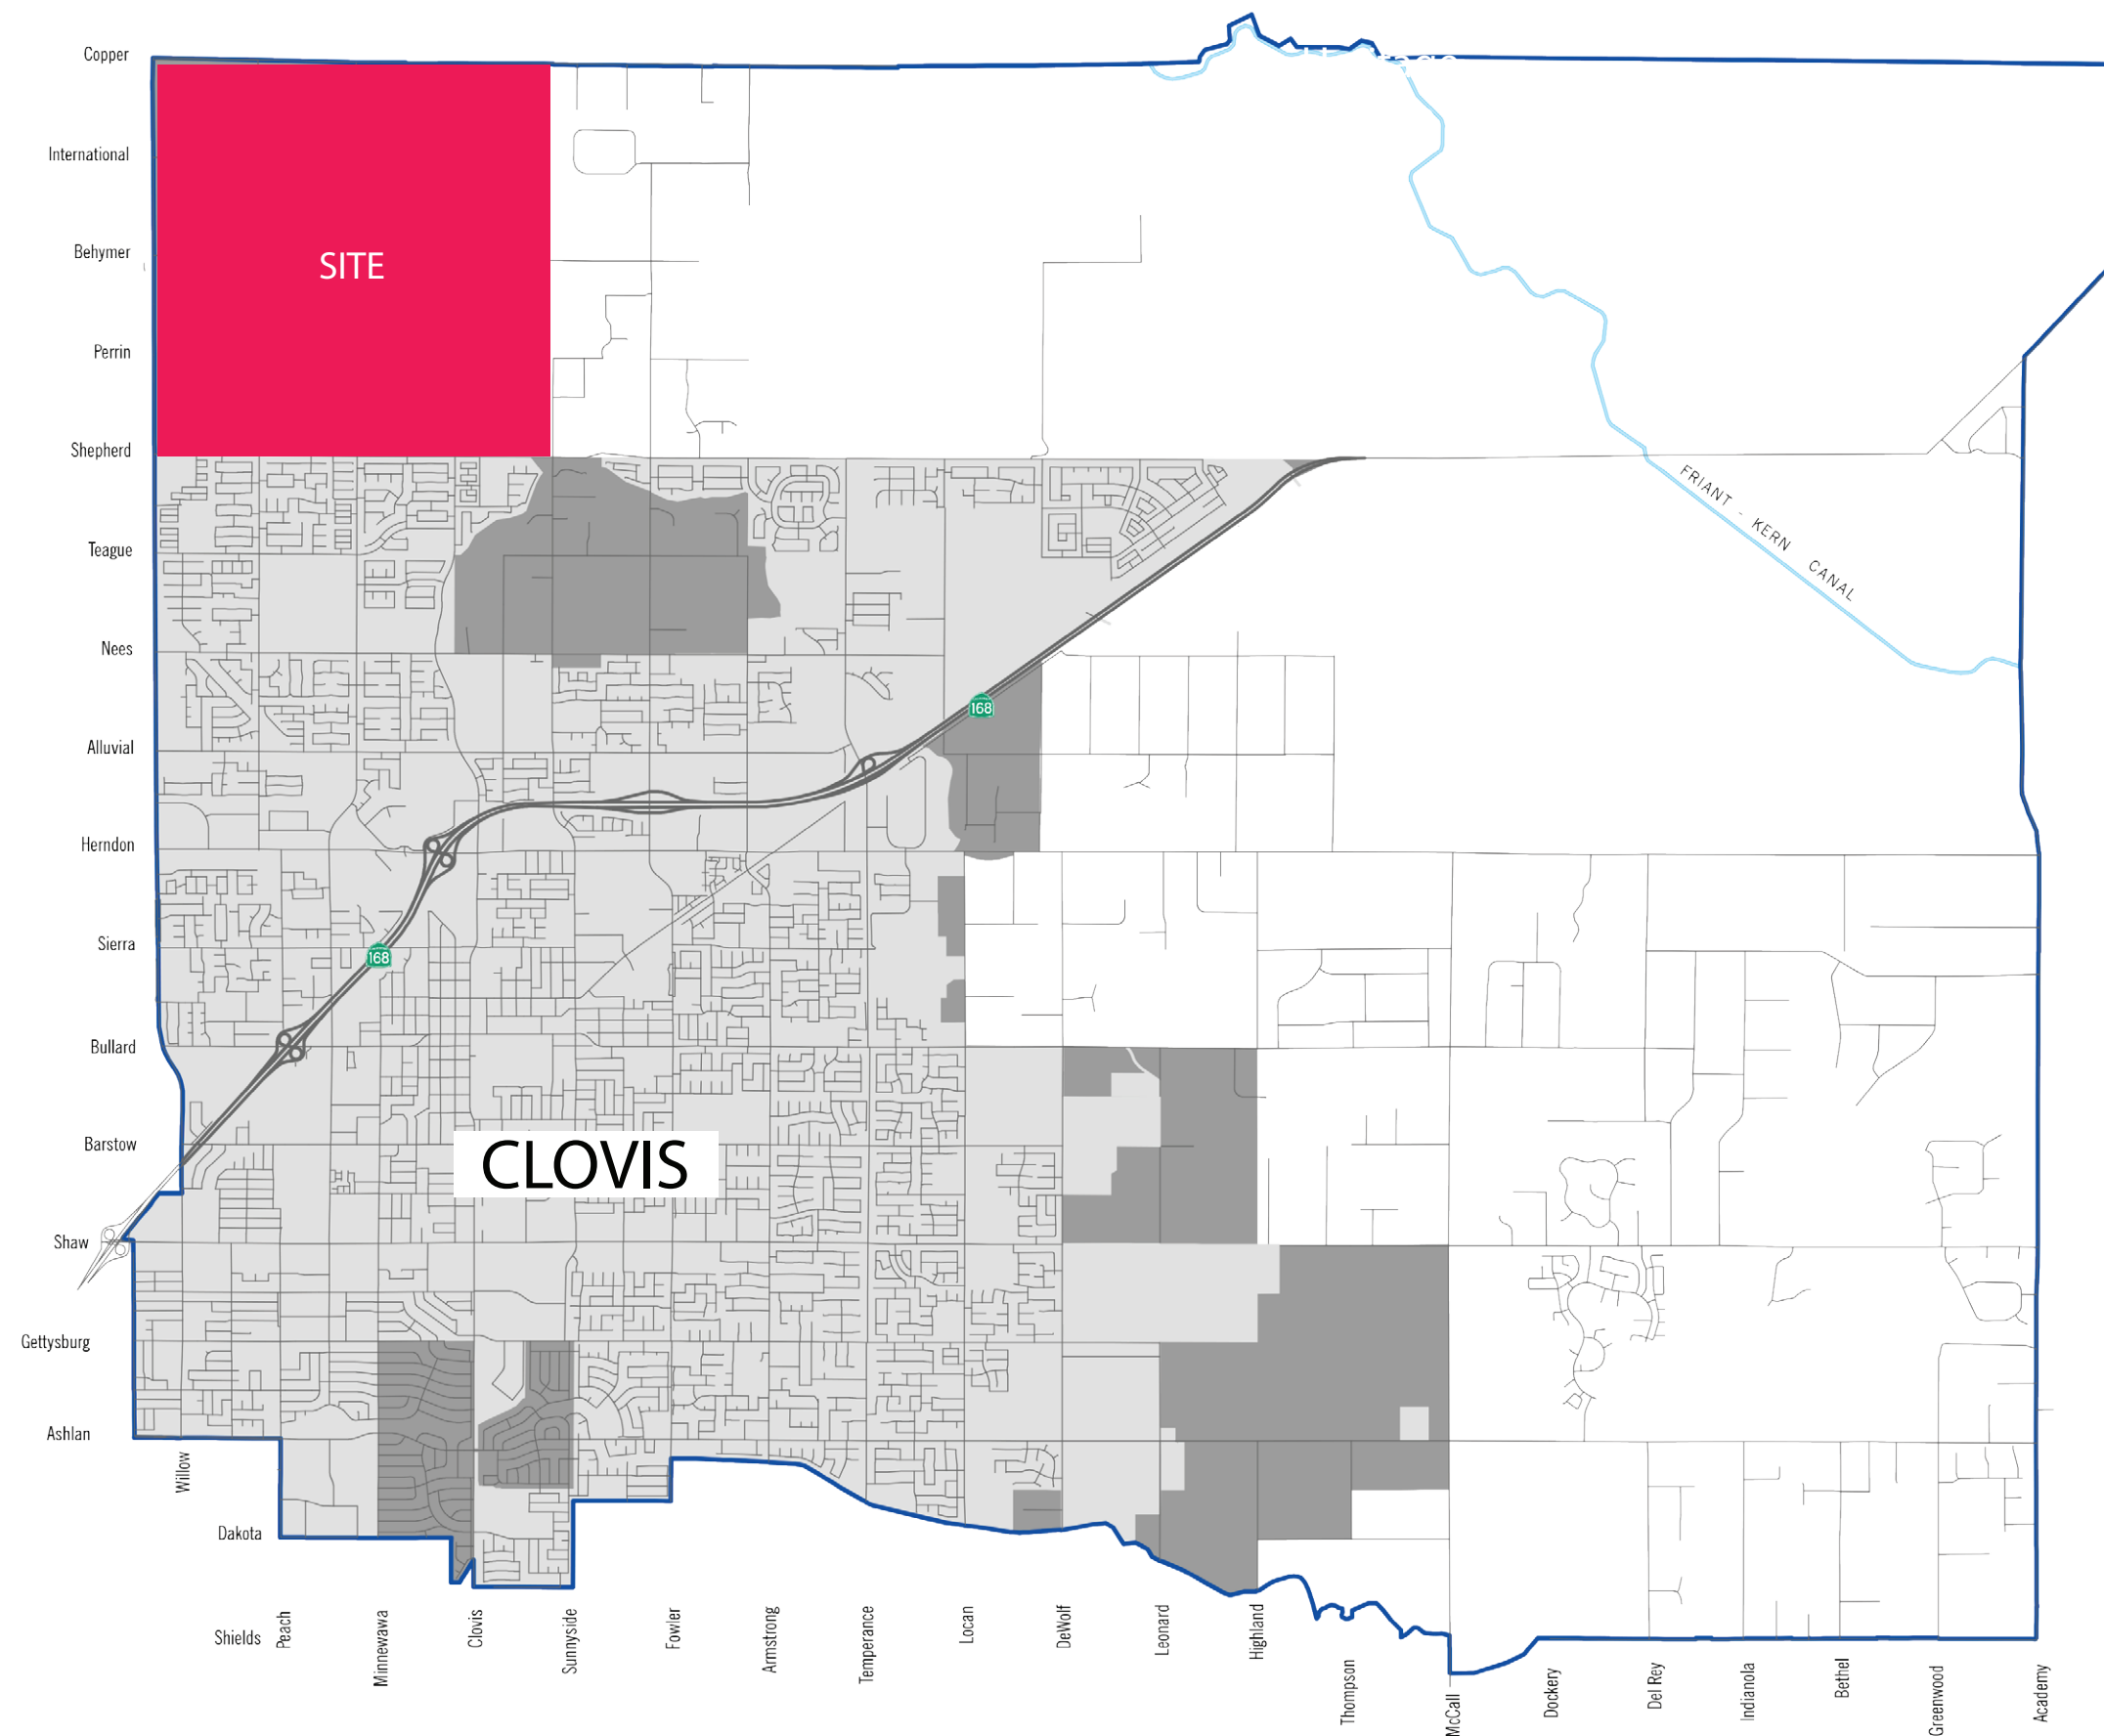 Copper
International
Behymer
SITE
Perrin
Shepherd
FRIANT - KERN CANAL
Teague
Nees
168
Alluvial
Herndon
Sierra
168
Bullard
Barstow
CLOVIS
Shaw
Gettysburg
Ashlan
Willow
Dakota
Shields
Peach
Minnewawa
Clovis
Sunnyside
Fowler
Armstrong
Temperance
Locan
DeWolf
Leonard
Highland
Thompson
McCall
Dockery
Del Rey
Indianola
Bethel
Greenwood
Academy